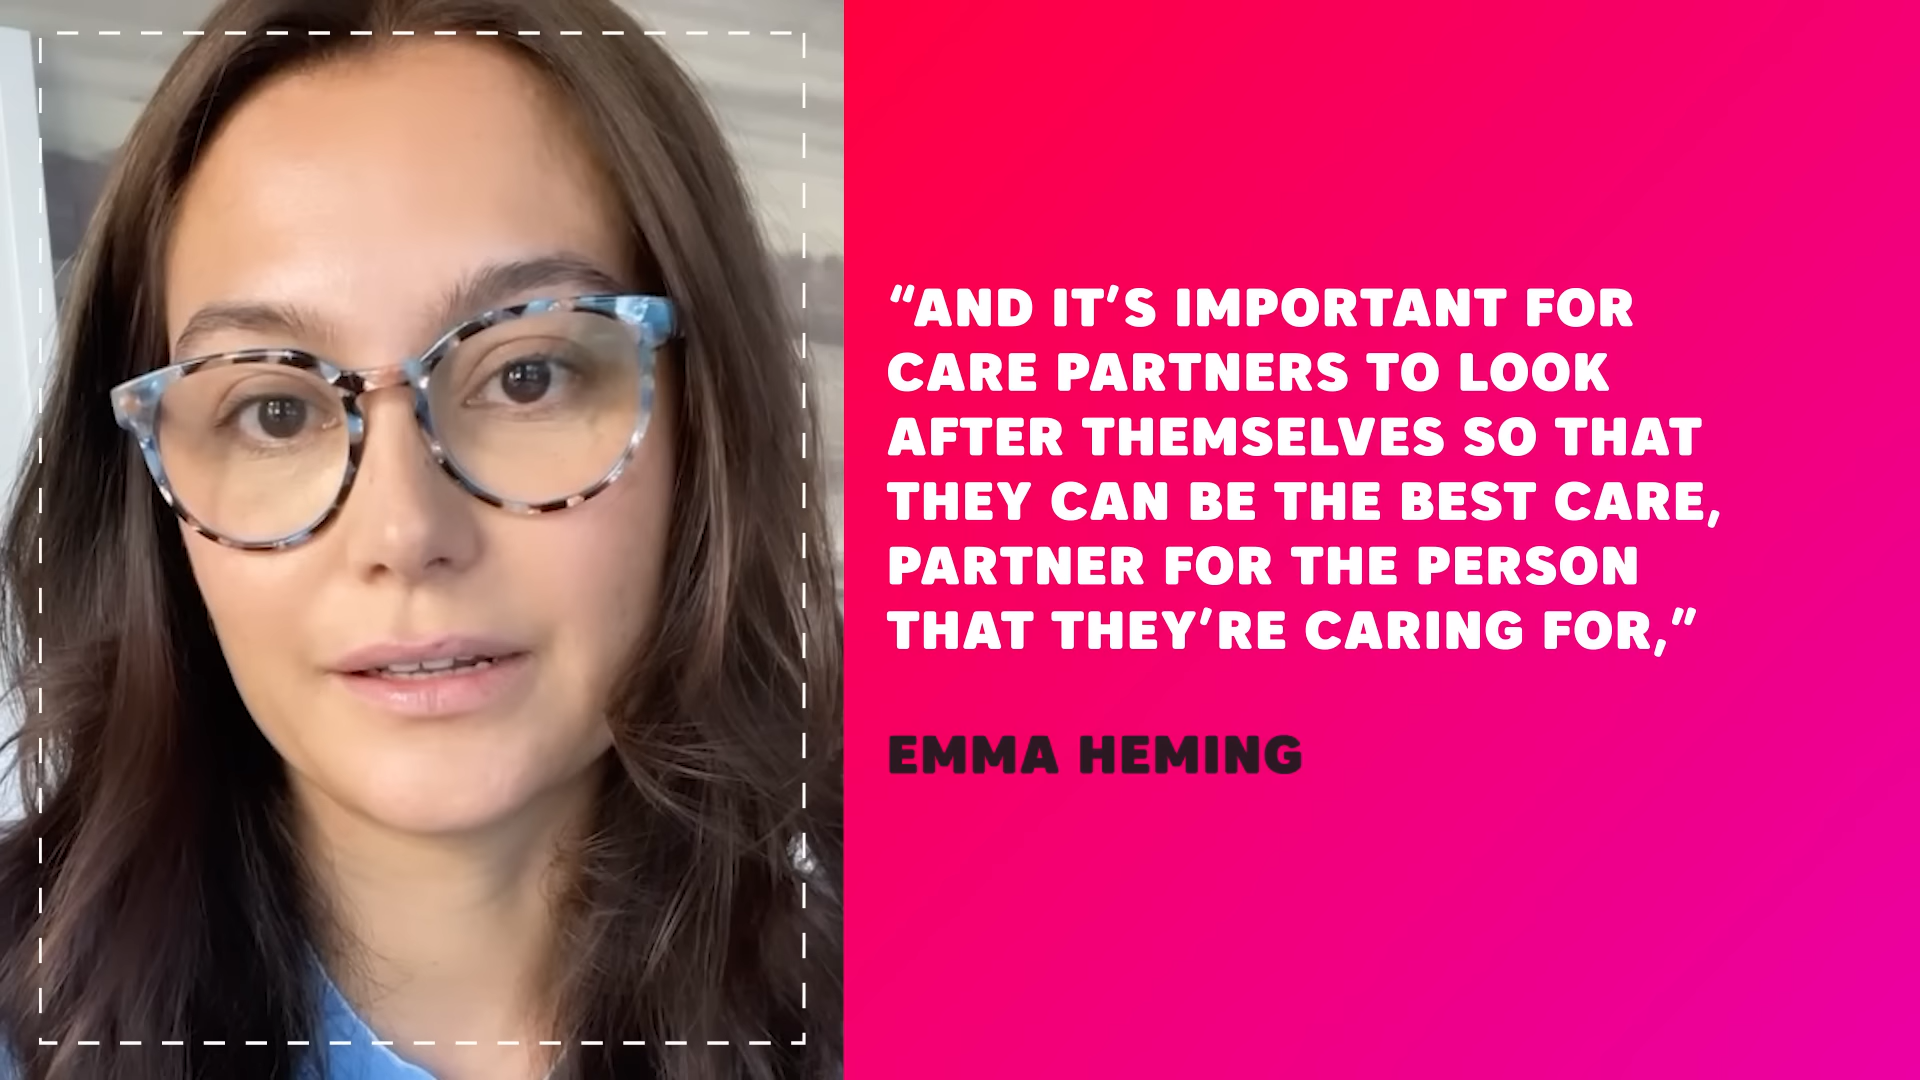 “AND IT’S IMPORTANT FOR
CARE PARTNERS TO LOOK
AFTER THEMSELVES SO THAT
THEY CAN BE THE BEST CARE,
PARTNER FOR THE PERSON
THAT THEY’RE CARING FOR,”
EMMA HEMING